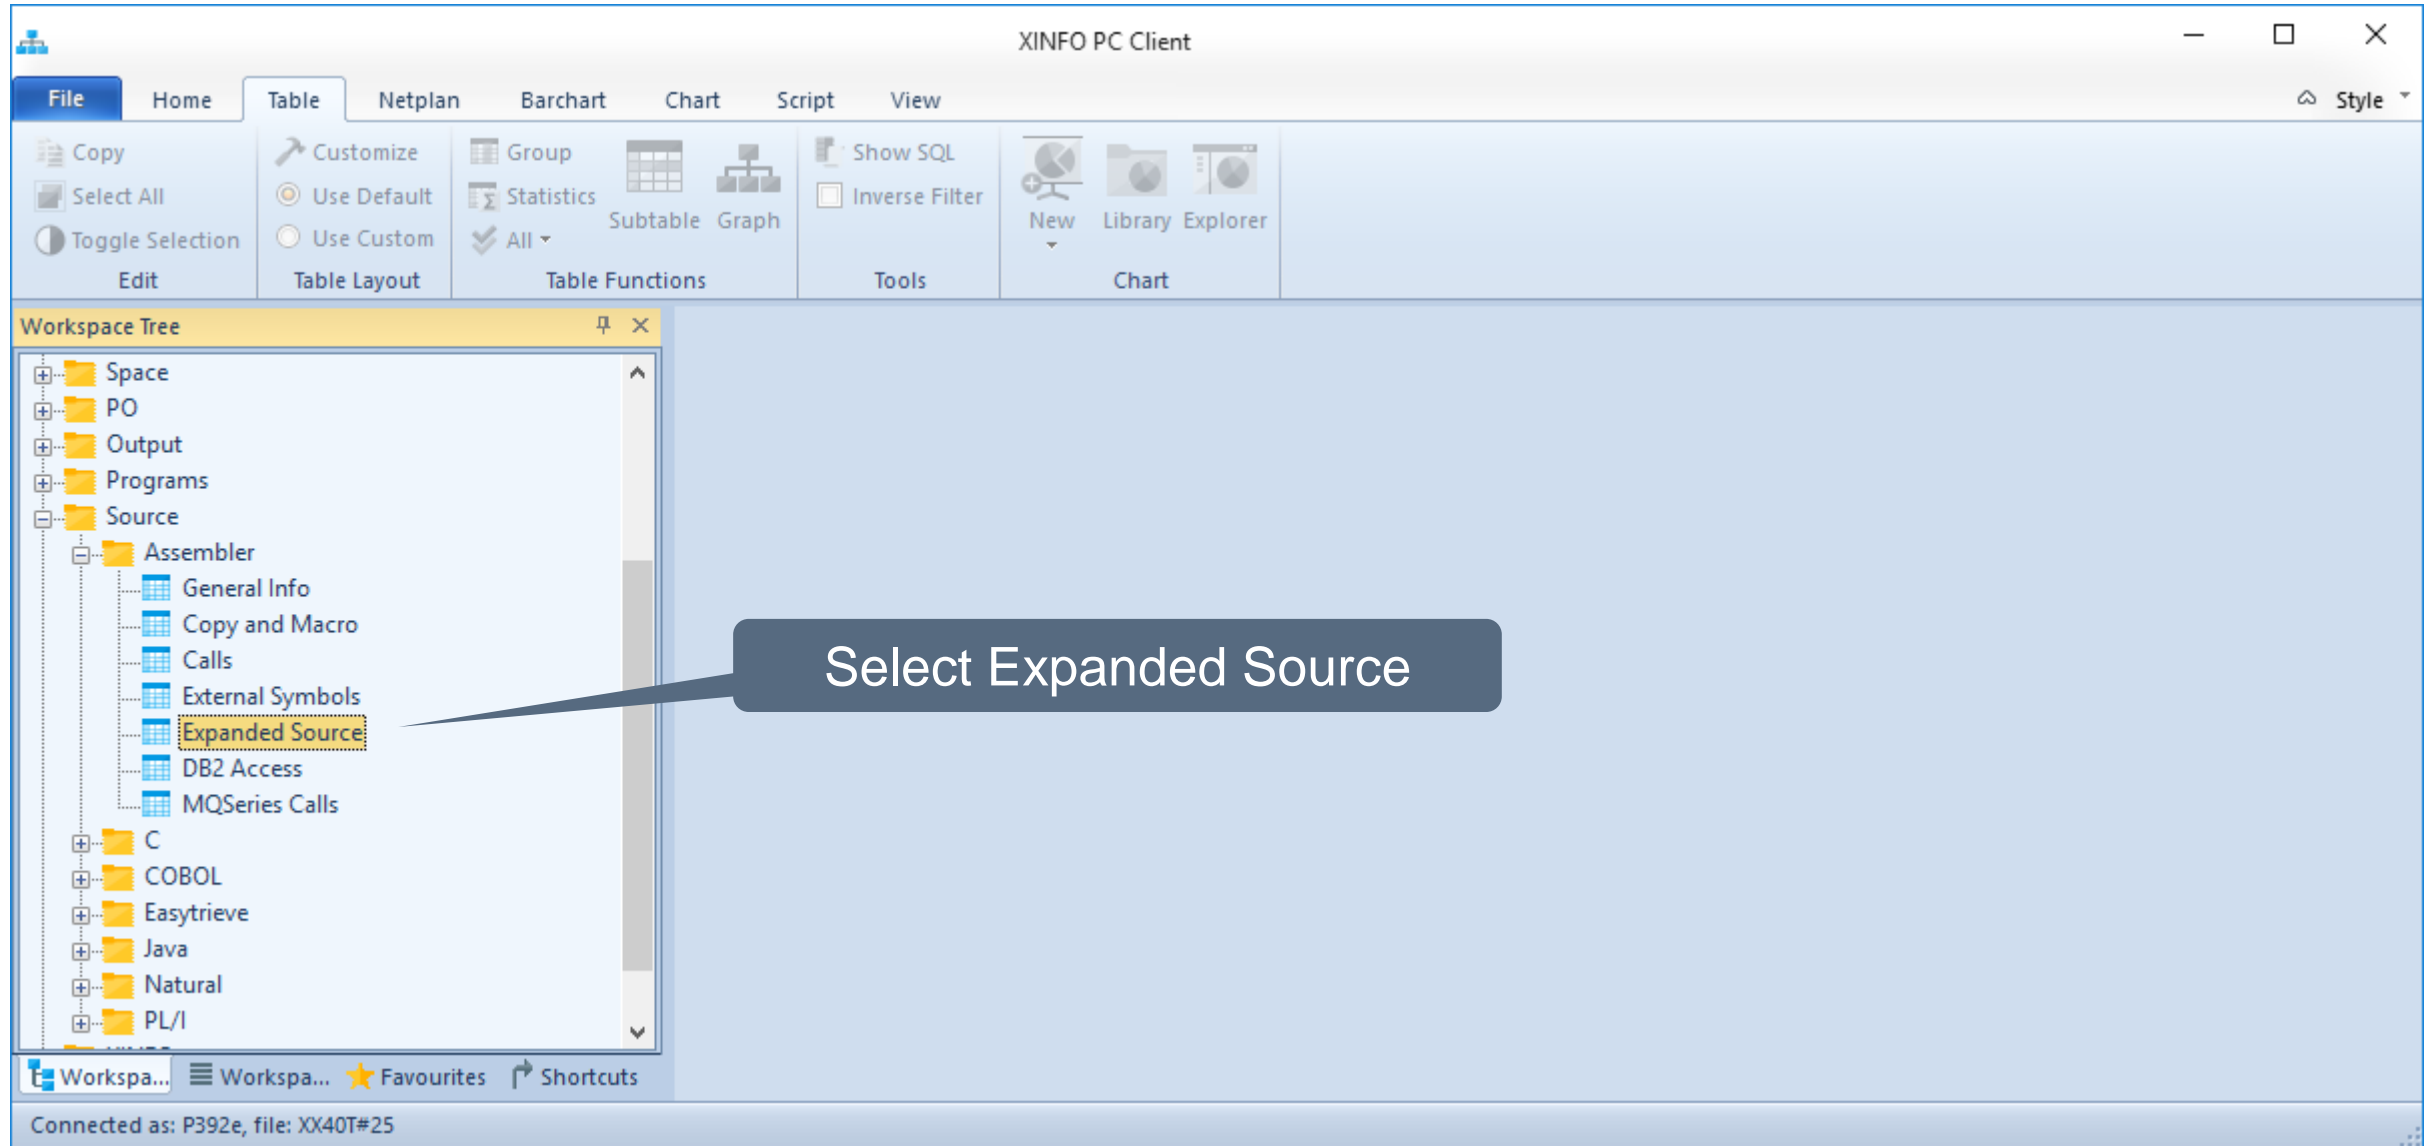 XINFO PC Client
File Home Table Netplan Barchart Chart Script View Style
Copy Customize Group Show SQL
Select All Use Default Statistics Inverse Filter
Subtable Graph New Library Explorer
Toggle Selection Use Custom All
Edit Table Layout Table Functions Tools Chart
Workspace Tree
Space
PO
Output
Programs
Source
Assembler
General Info
Copy and Macro
Calls
External Symbols
Expanded Source
DB2 Access
MQSeries Calls
C
COBOL
Easytrieve
Java
Natural
PL/I
Select Expanded Source
Workspa... Workspa... Favourites Shortcuts
Connected as: P392e, file: XX40T#25